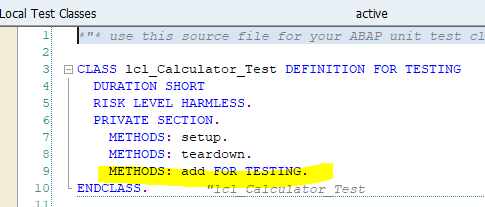 Local Test Classes active
1 *"* use this source file for your ABAP unit test cl
2
3 CLASS lcl_Calculator_Test DEFINITION FOR TESTING
4 DURATION SHORT
5 RISK LEVEL HARMLESS.
6 PRIVATE SECTION.
7 METHODS: setup.
8 METHODS: teardown.
9 METHODS: add FOR TESTING.
10 ENDCLASS. "lcl_Calculator_Test
11